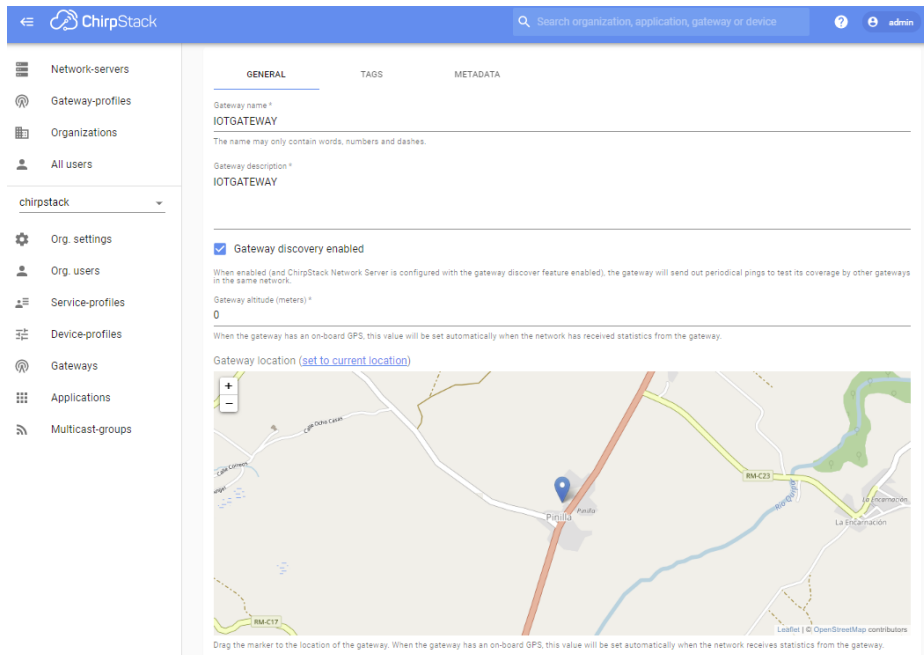 ChirpStack
Search organization, application, gateway or device
?
admin
Network-servers
Gateway-profiles
Organizations
All users
chirpstack
Org. settings
Org. users
Service-profiles
Device-profiles
Gateways
Applications
Multicast-groups
GENERAL
TAGS
METADATA
Gateway name *
IOTGATEWAY
The name may only contain words, numbers and dashes.
Gateway description *
IOTGATEWAY
Gateway discovery enabled
When enabled (and ChirpStack Network Server is configured with the gateway discover feature enabled), the gateway will send out periodical pings to test its coverage by other gateways
in the same network.
Gateway altitude (meters) *
0
When the gateway has an on-board GPS, this value will be set automatically when the network has received statistics from the gateway.
Gateway location (set to current location)
+
−
Calle Ocho Casas
Calle Correos
RM-C23
Río Quípar
La Encarnación
La Encarnación
Pinilla
Pinilla
RM-C17
Leaflet | © OpenStreetMap contributors
Drag the marker to the location of the gateway. When the gateway has an on-board GPS, this value will be set automatically when the network receives statistics from the gateway.